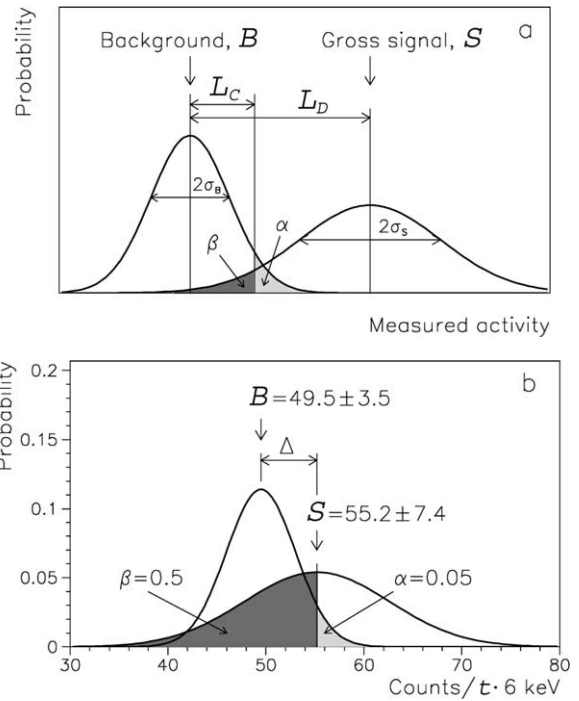 Probability
Background, B
Gross signal, S
a
L_C
L_D
2σ_B
2σ_S
β
α
Measured activity
Probability
0.2
0.15
0.1
0.05
0
b
B=49.5±3.5
Δ
S=55.2±7.4
β=0.5
α=0.05
30 40 50 60 70 80
Counts/t·6 keV